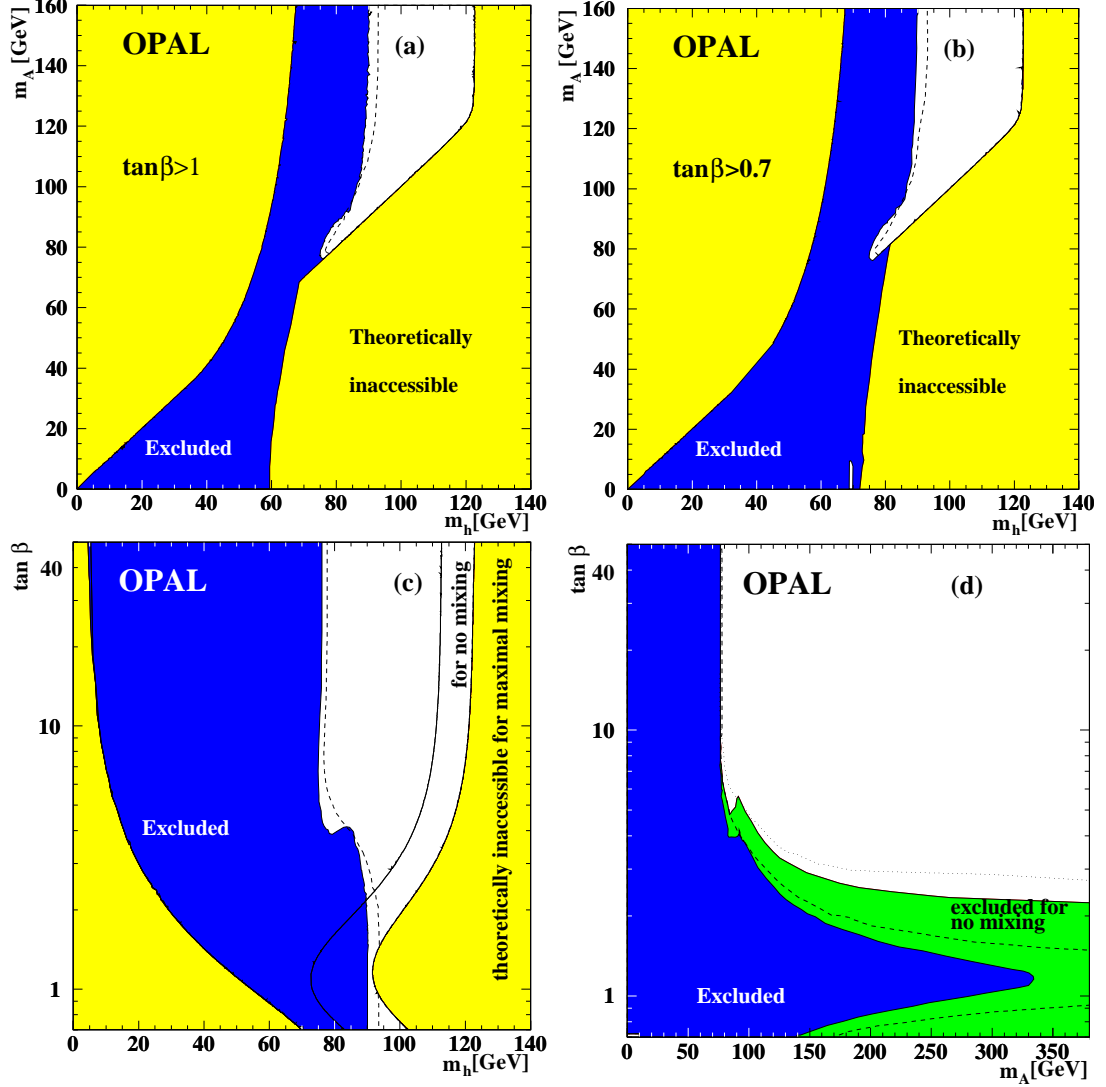 m_A [GeV]
160
140
120
100
80
60
40
20
0
OPAL
(a)
tanβ>1
Theoretically
inaccessible
Excluded
0 20 40 60 80 100 120 140
m_h[GeV]
m_A [GeV]
160
140
120
100
80
60
40
20
0
OPAL
(b)
tanβ>0.7
Theoretically
inaccessible
Excluded
0 20 40 60 80 100 120 140
m_h[GeV]
tan β
40
10
1
OPAL
(c)
Excluded
for no mixing
theoretically inaccessible for maximal mixing
0 20 40 60 80 100 120 140
m_h[GeV]
tan β
40
10
1
OPAL
(d)
excluded for
no mixing
Excluded
0 50 100 150 200 250 300 350
m_A[GeV]